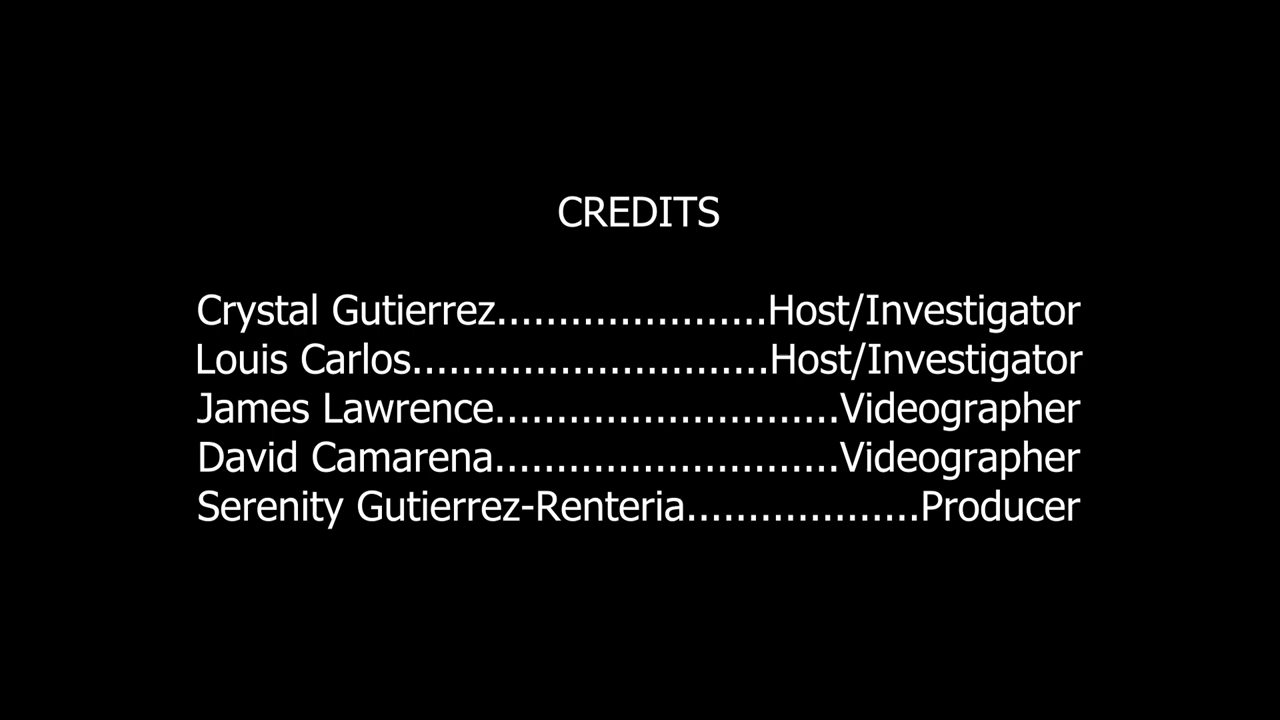 CREDITS
Crystal Gutierrez......................Host/Investigator
Louis Carlos.............................Host/Investigator
James Lawrence............................Videographer
David Camarena............................Videographer
Serenity Gutierrez-Renteria...................Producer